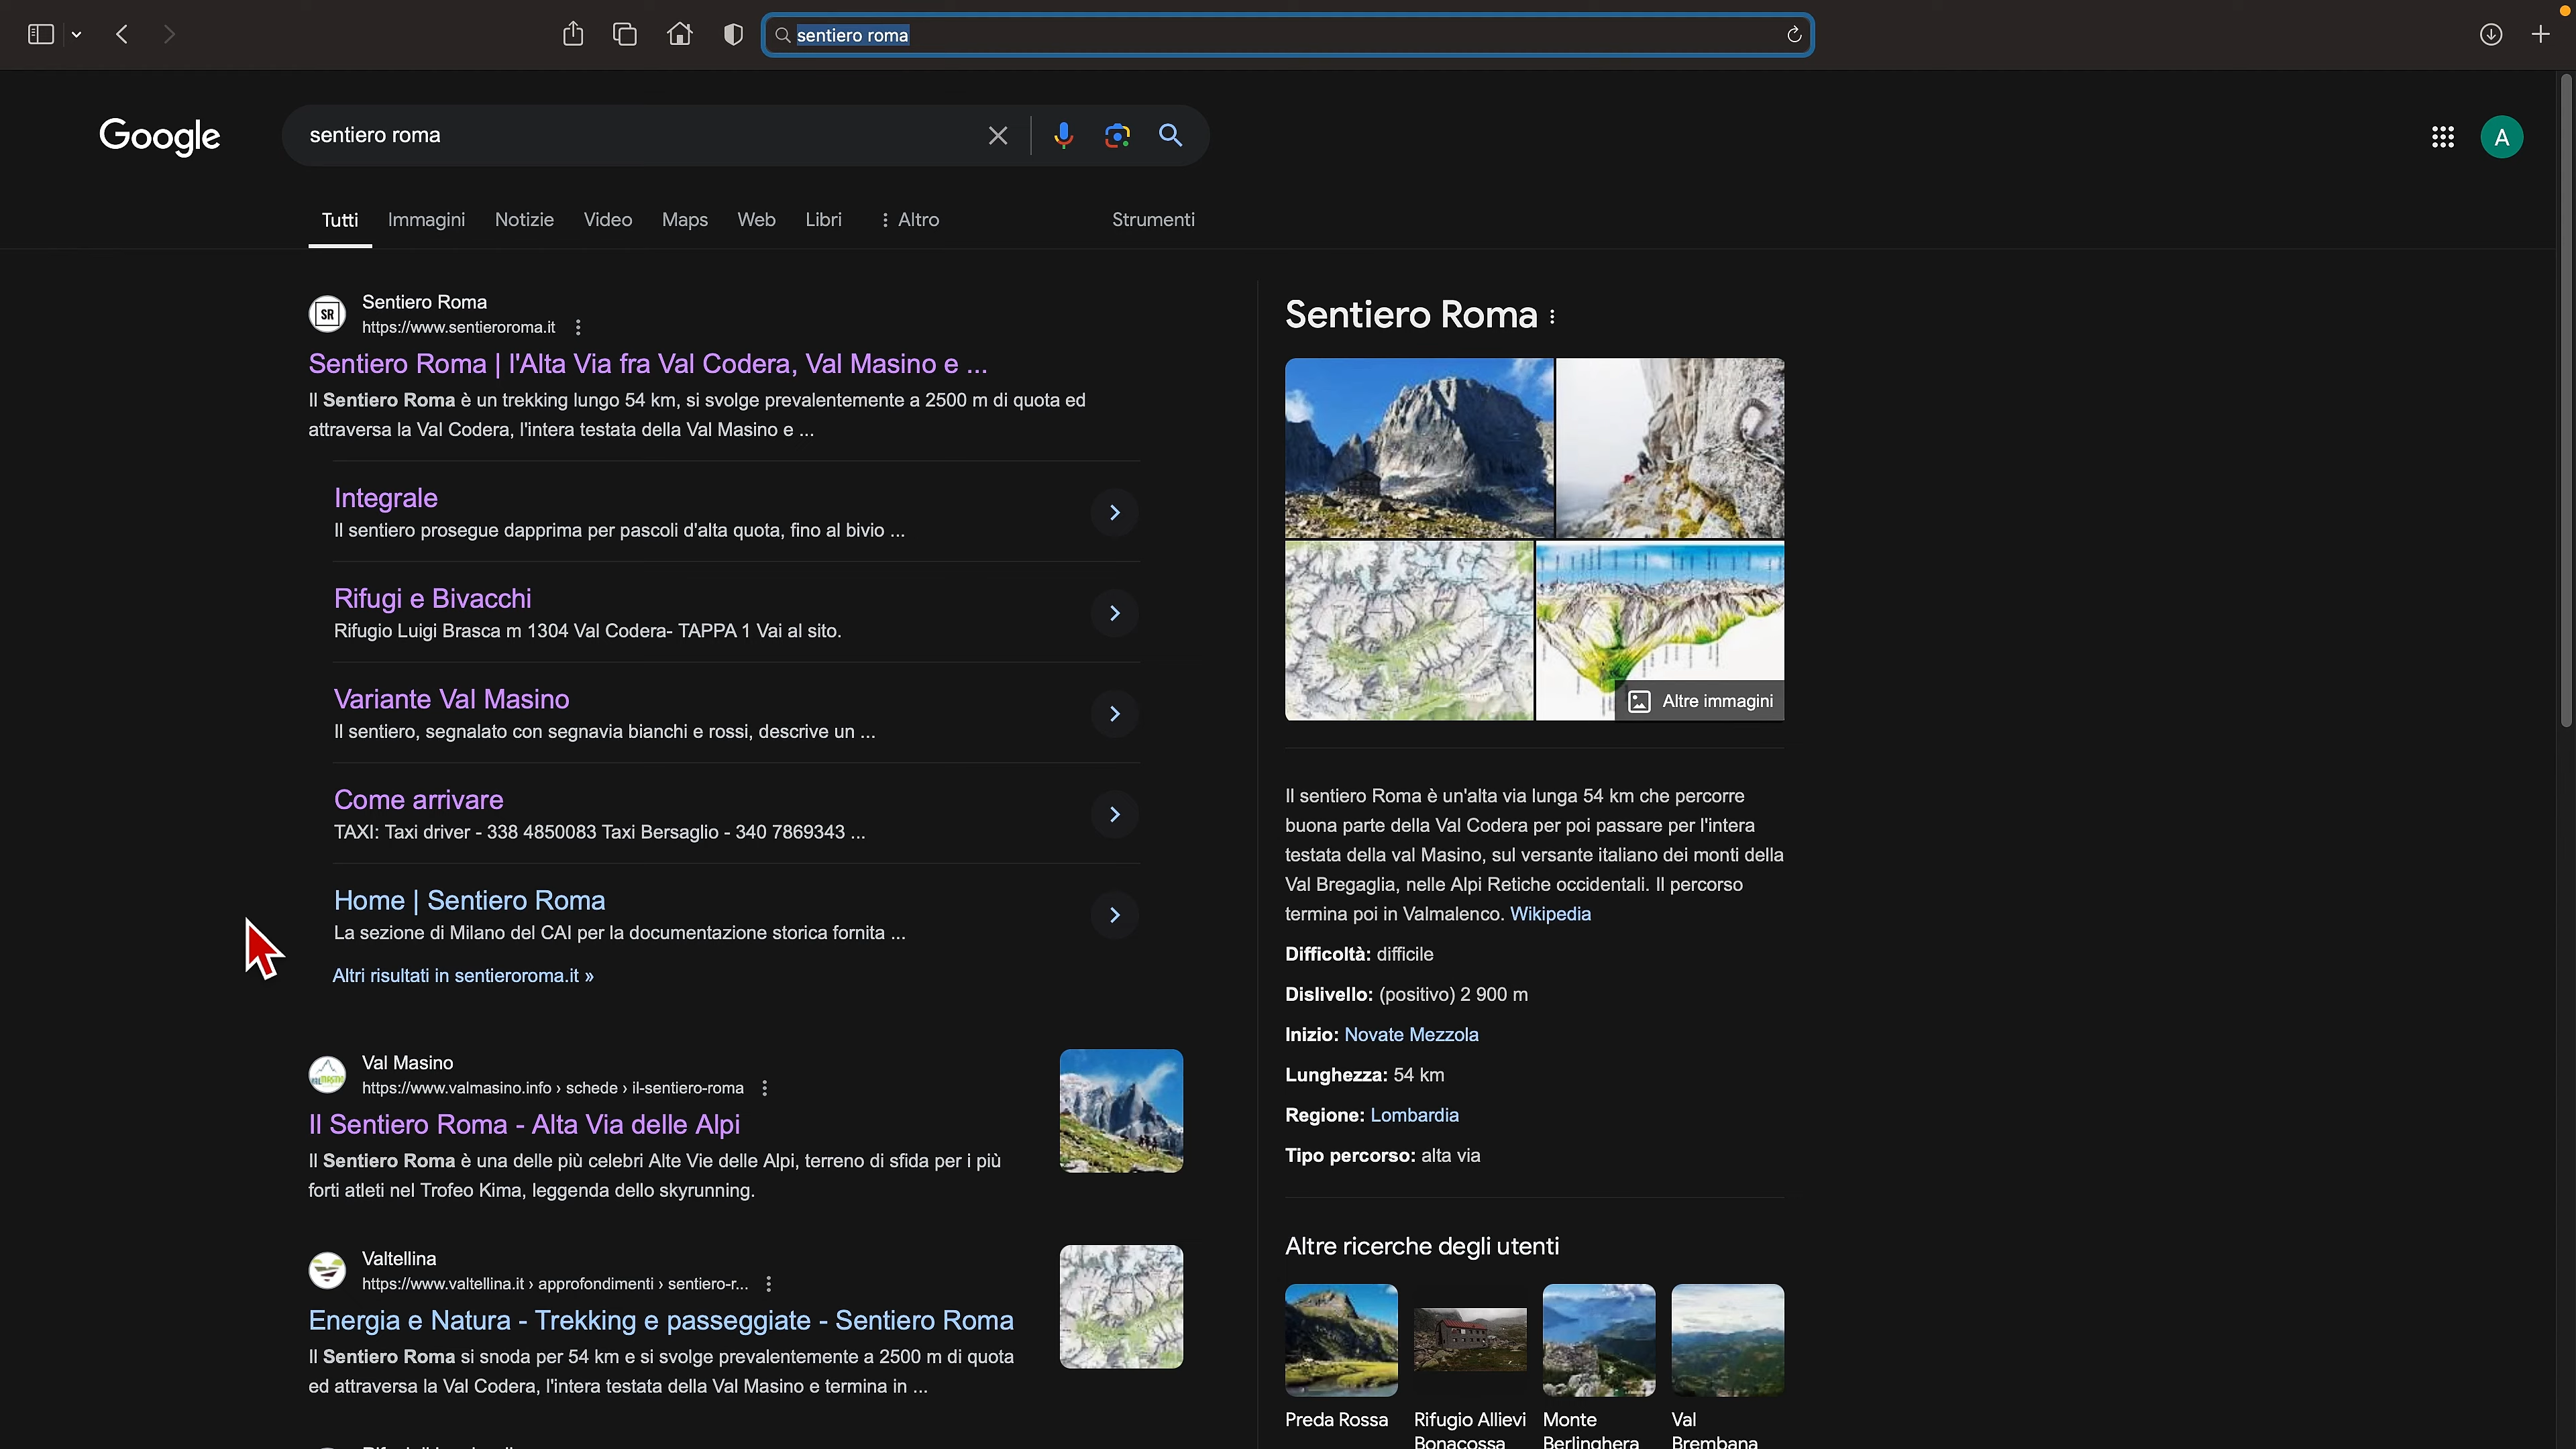 sentiero roma
Google
sentiero roma
A
Tutti
Immagini
Notizie
Video
Maps
Web
Libri
Altro
Strumenti
SR
Sentiero Roma
https://www.sentieroroma.it
Sentiero Roma | l'Alta Via fra Val Codera, Val Masino e ...
Il Sentiero Roma è un trekking lungo 54 km, si svolge prevalentemente a 2500 m di quota ed
attraversa la Val Codera, l'intera testata della Val Masino e ...
Integrale
Il sentiero prosegue dapprima per pascoli d'alta quota, fino al bivio ...
Rifugi e Bivacchi
Rifugio Luigi Brasca m 1304 Val Codera- TAPPA 1 Vai al sito.
Variante Val Masino
Il sentiero, segnalato con segnavia bianchi e rossi, descrive un ...
Come arrivare
TAXI: Taxi driver - 338 4850083 Taxi Bersaglio - 340 7869343 ...
Home | Sentiero Roma
La sezione di Milano del CAI per la documentazione storica fornita ...
Altri risultati in sentieroroma.it »
Val Masino
https://www.valmasino.info › schede › il-sentiero-roma
Il Sentiero Roma - Alta Via delle Alpi
Il Sentiero Roma è una delle più celebri Alte Vie delle Alpi, terreno di sfida per i più
forti atleti nel Trofeo Kima, leggenda dello skyrunning.
Valtellina
https://www.valtellina.it › approfondimenti › sentiero-r...
Energia e Natura - Trekking e passeggiate - Sentiero Roma
Il Sentiero Roma si snoda per 54 km e si svolge prevalentemente a 2500 m di quota
ed attraversa la Val Codera, l'intera testata della Val Masino e termina in ...
Sentiero Roma
Altre immagini
Il sentiero Roma è un'alta via lunga 54 km che percorre
buona parte della Val Codera per poi passare per l'intera
testata della val Masino, sul versante italiano dei monti della
Val Bregaglia, nelle Alpi Retiche occidentali. Il percorso
termina poi in Valmalenco. Wikipedia
Difficoltà: difficile
Dislivello: (positivo) 2 900 m
Inizio: Novate Mezzola
Lunghezza: 54 km
Regione: Lombardia
Tipo percorso: alta via
Altre ricerche degli utenti
Preda Rossa
Rifugio Allievi
Bonacossa
Monte
Berlinghera
Val
Brembana